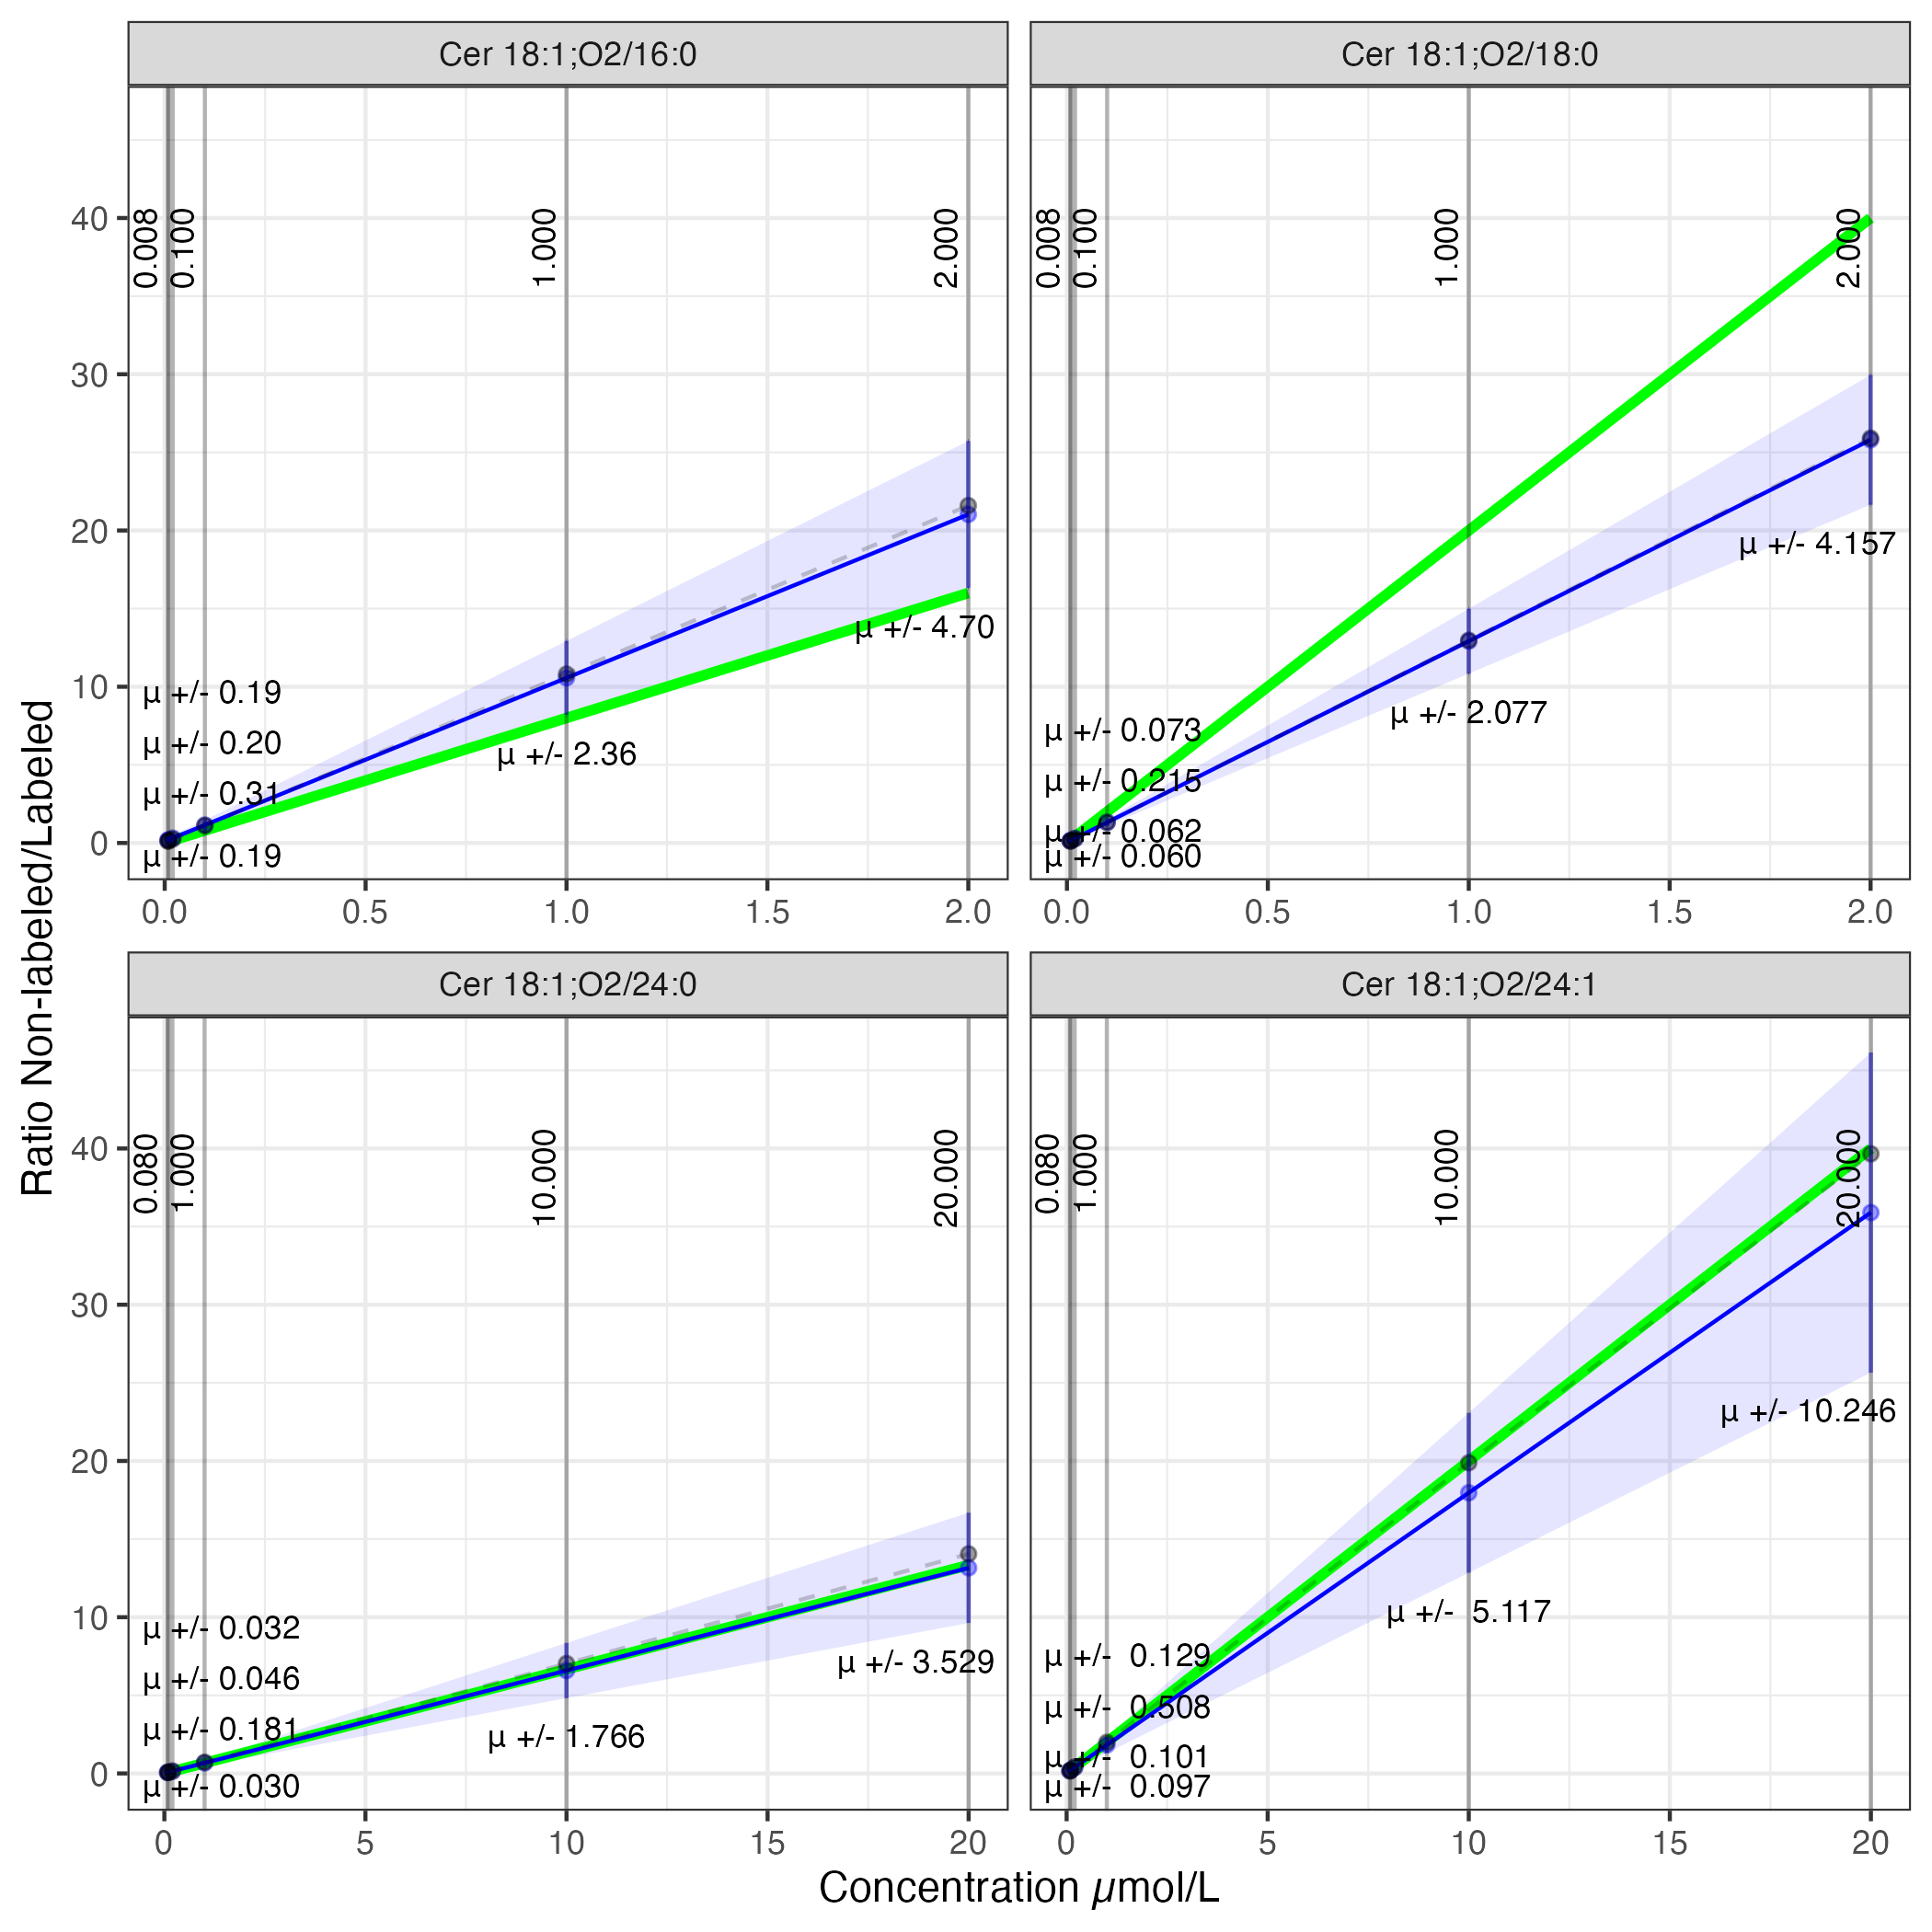 Cer 18:1;O2/16:0
Cer 18:1;O2/18:0
40
30
20
10
0
0.008
0.100
1.000
2.000
µ +/- 0.19
µ +/- 0.20
µ +/- 0.31
µ +/- 0.19
µ +/- 2.36
µ +/- 4.70
0.0
0.5
1.0
1.5
2.0
0.008
0.100
1.000
2.000
µ +/- 0.073
µ +/- 0.215
µ +/- 0.062
µ +/- 0.060
µ +/- 2.077
µ +/- 4.157
0.0
0.5
1.0
1.5
2.0
Ratio Non-labeled/Labeled
Cer 18:1;O2/24:0
Cer 18:1;O2/24:1
40
30
20
10
0
0.080
1.000
10.000
20.000
µ +/- 0.032
µ +/- 0.046
µ +/- 0.181
µ +/- 0.030
µ +/- 1.766
µ +/- 3.529
0
5
10
15
20
0.080
1.000
10.000
20.000
µ +/- 0.129
µ +/- 0.508
µ +/- 0.101
µ +/- 0.097
µ +/- 5.117
µ +/- 10.246
0
5
10
15
20
Concentration µmol/L